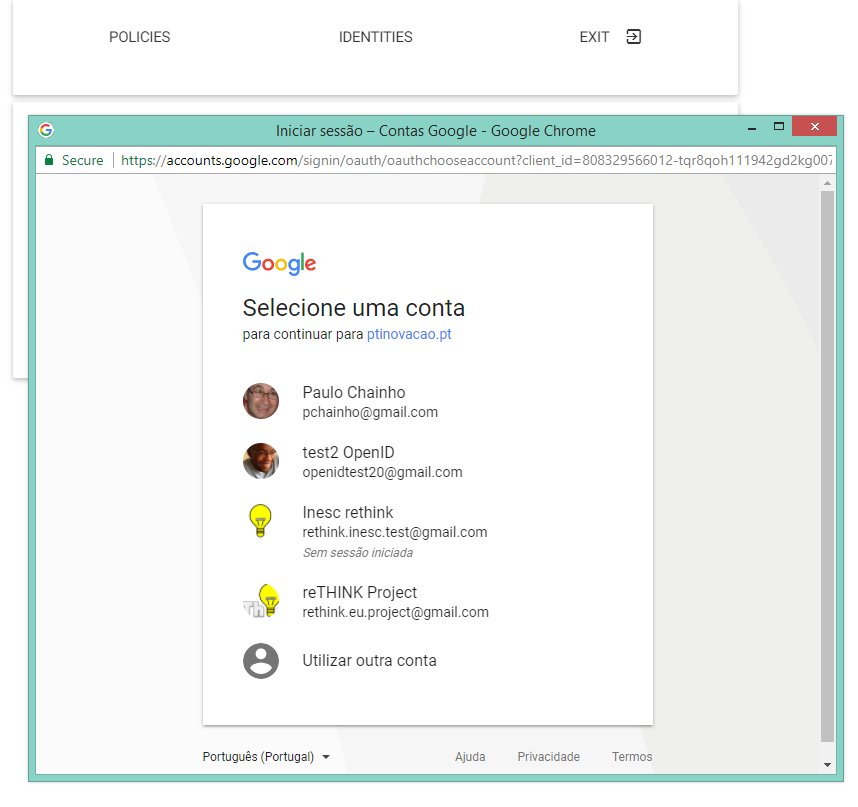 POLICIES IDENTITIES EXIT
Iniciar sessão – Contas Google - Google Chrome
Secure https://accounts.google.com/signin/oauth/oauthchooseaccount?client_id=808329566012-tqr8qoh111942gd2kg007
Google
Selecione uma conta
para continuar para ptinovacao.pt
Paulo Chainho
pchainho@gmail.com
test2 OpenID
openidtest20@gmail.com
Inesc rethink
rethink.inesc.test@gmail.com
Sem sessão iniciada
Th
reTHINK Project
rethink.eu.project@gmail.com
Utilizar outra conta
Português (Portugal) Ajuda Privacidade Termos